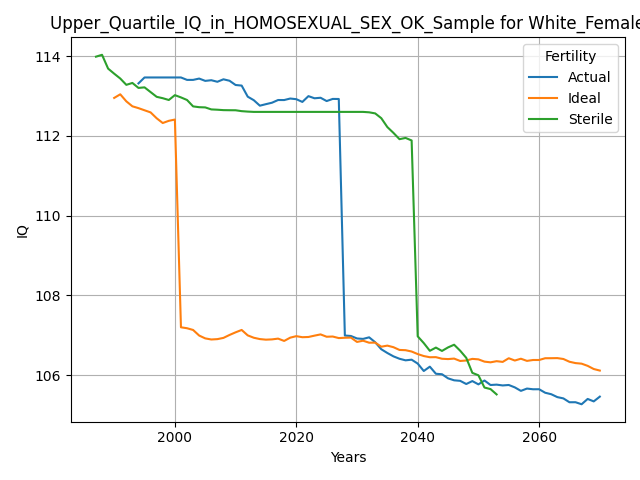 Upper_Quartile_IQ_in_HOMOSEXUAL_SEX_OK_Sample for White_Female
114
112
110
108
106
IQ
Fertility
Actual
Ideal
Sterile
2000 2020 2040 2060
Years